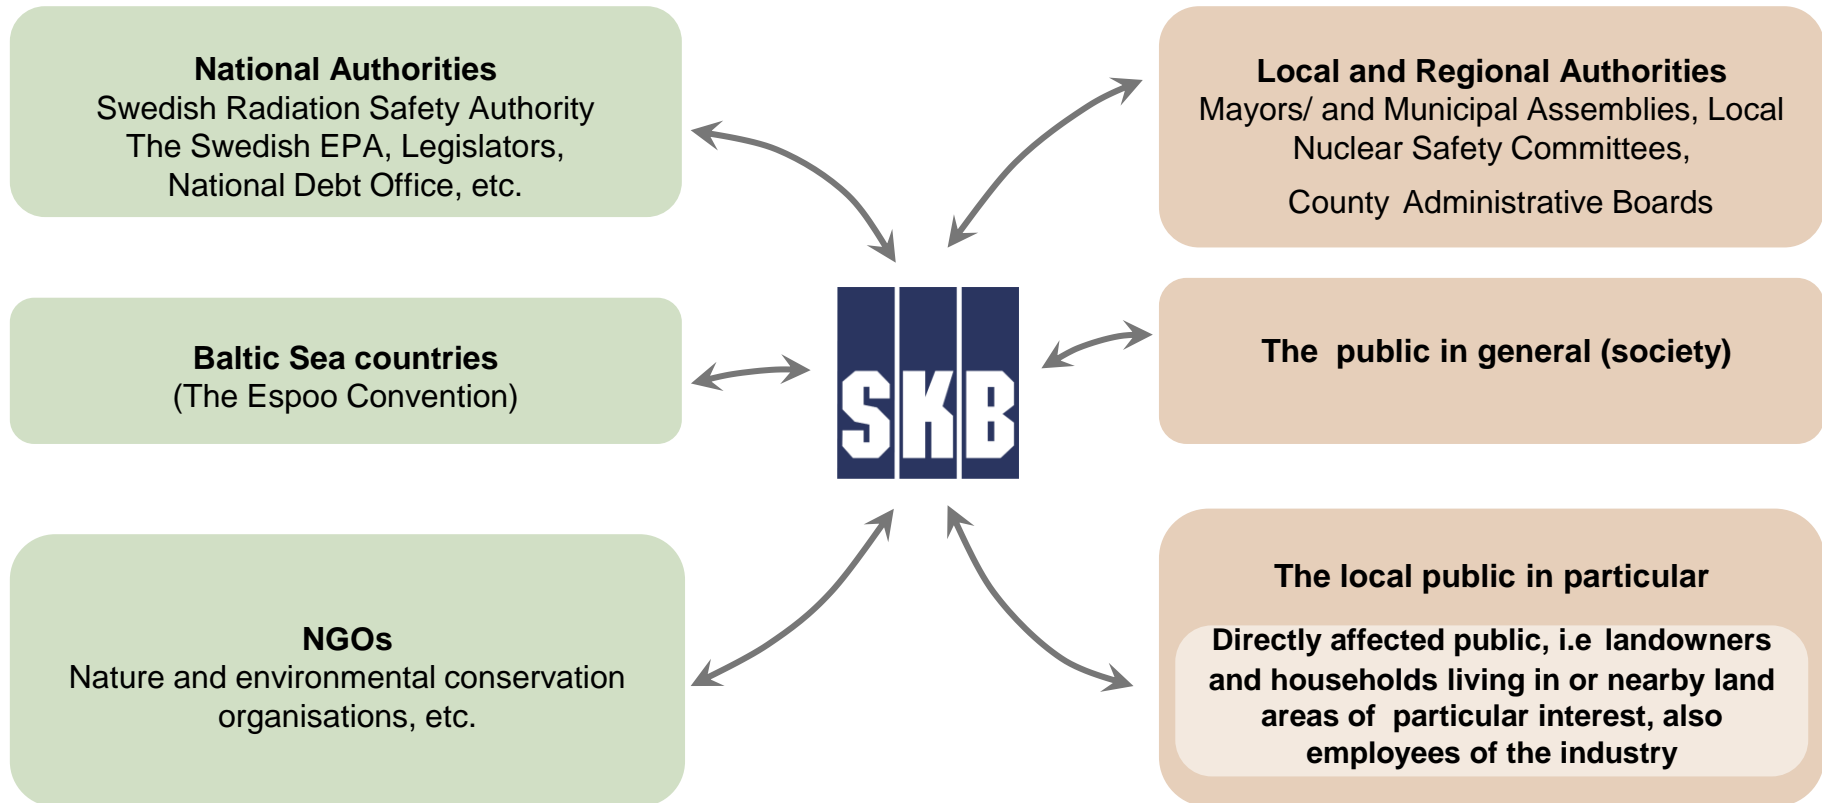 National Authorities
Swedish Radiation Safety Authority
The Swedish EPA, Legislators,
National Debt Office, etc.
Baltic Sea countries
(The Espoo Convention)
NGOs
Nature and environmental conservation
organisations, etc.
SKB
Local and Regional Authorities
Mayors/ and Municipal Assemblies, Local
Nuclear Safety Committees,
County Administrative Boards
The public in general (society)
The local public in particular
Directly affected public, i.e landowners
and households living in or nearby land
areas of particular interest, also
employees of the industry